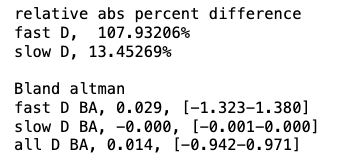 relative abs percent difference
fast D,  107.93206%
slow D, 13.45269%

Bland altman
fast D BA, 0.029, [-1.323-1.380]
slow D BA, -0.000, [-0.001-0.000]
all D BA, 0.014, [-0.942-0.971]